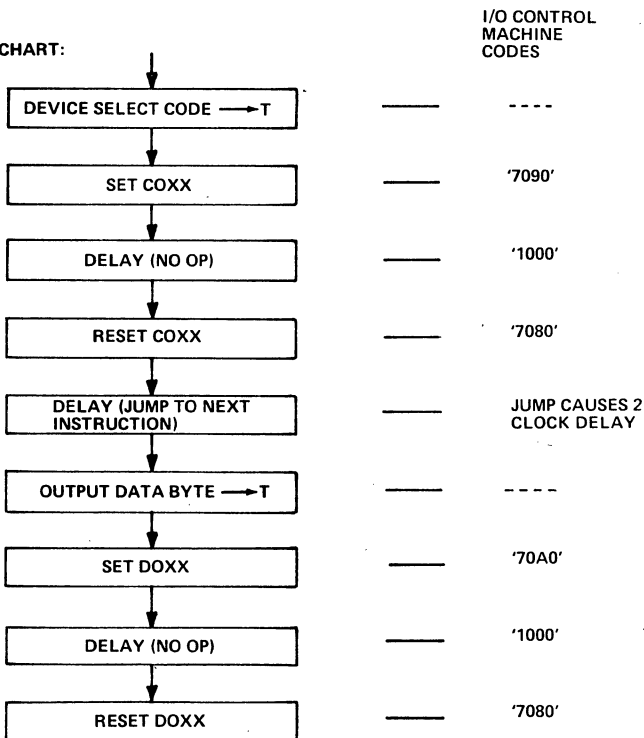 I/O CONTROL
MACHINE
CODES
CHART:
DEVICE SELECT CODE → T
----
SET COXX
'7090'
DELAY (NO OP)
'1000'
RESET COXX
'7080'
DELAY (JUMP TO NEXT
INSTRUCTION)
JUMP CAUSES 2
CLOCK DELAY
OUTPUT DATA BYTE → T
----
SET DOXX
'70A0'
DELAY (NO OP)
'1000'
RESET DOXX
'7080'